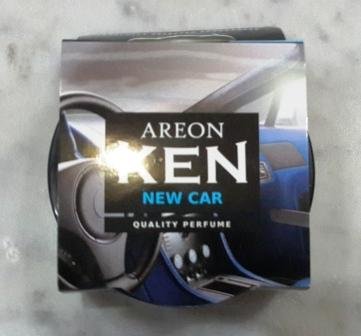 AREON
KEN
NEW CAR
QUALITY PERFUME